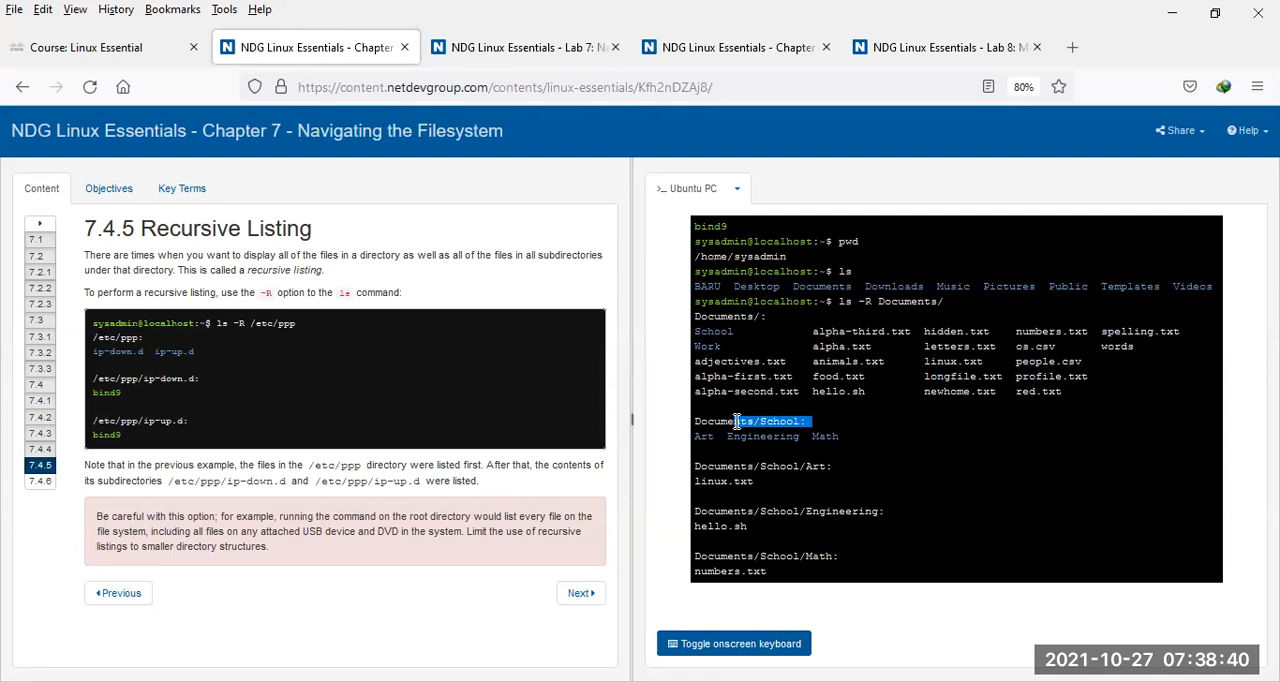 File Edit View History Bookmarks Tools Help
Course: Linux Essential
NDG Linux Essentials - Chapter
NDG Linux Essentials - Lab 7: Na
NDG Linux Essentials - Chapter
NDG Linux Essentials - Lab 8: M
https://content.netdevgroup.com/contents/linux-essentials/Kfh2nDZAj8/
80%
NDG Linux Essentials - Chapter 7 - Navigating the Filesystem
Share
Help
Content
Objectives
Key Terms
7.1
7.2
7.2.1
7.2.2
7.2.3
7.3
7.3.1
7.3.2
7.3.3
7.4
7.4.1
7.4.2
7.4.3
7.4.4
7.4.5
7.4.6
7.4.5 Recursive Listing
There are times when you want to display all of the files in a directory as well as all of the files in all subdirectories
under that directory. This is called a recursive listing.
To perform a recursive listing, use the -R option to the ls command:
sysadmin@localhost:~$ ls -R /etc/ppp
/etc/ppp:
ip-down.d ip-up.d
/etc/ppp/ip-down.d:
bind9
/etc/ppp/ip-up.d:
bind9
Note that in the previous example, the files in the /etc/ppp directory were listed first. After that, the contents of
its subdirectories /etc/ppp/ip-down.d and /etc/ppp/ip-up.d were listed.
Be careful with this option; for example, running the command on the root directory would list every file on the
file system, including all files on any attached USB device and DVD in the system. Limit the use of recursive
listings to smaller directory structures.
Previous
Next
>_ Ubuntu PC
bind9
sysadmin@localhost:~$ pwd
/home/sysadmin
sysadmin@localhost:~$ ls
BARU Desktop Documents Downloads Music Pictures Public Templates Videos
sysadmin@localhost:~$ ls -R Documents/
Documents/:
School alpha-third.txt hidden.txt numbers.txt spelling.txt
Work alpha.txt letters.txt os.csv words
adjectives.txt animals.txt linux.txt people.csv
alpha-first.txt food.txt longfile.txt profile.txt
alpha-second.txt hello.sh newhome.txt red.txt
Documents/School:
Art Engineering Math
Documents/School/Art:
linux.txt
Documents/School/Engineering:
hello.sh
Documents/School/Math:
numbers.txt
Toggle onscreen keyboard
2021-10-27 07:38:40